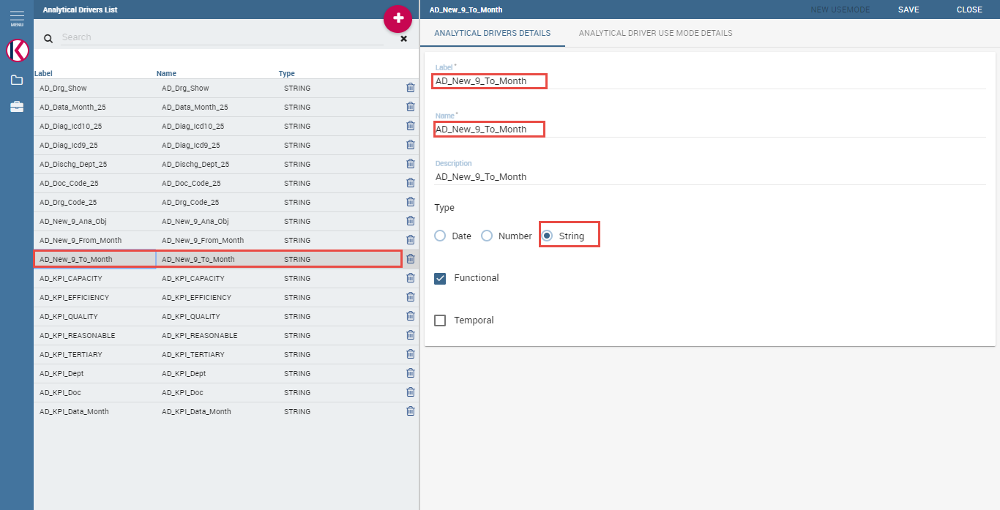 MENU
Analytical Drivers List
Search
Label Name Type
AD_Drg_Show AD_Drg_Show STRING
AD_Data_Month_25 AD_Data_Month_25 STRING
AD_Diag_Icd10_25 AD_Diag_Icd10_25 STRING
AD_Diag_Icd9_25 AD_Diag_Icd9_25 STRING
AD_Dischg_Dept_25 AD_Dischg_Dept_25 STRING
AD_Doc_Code_25 AD_Doc_Code_25 STRING
AD_Drg_Code_25 AD_Drg_Code_25 STRING
AD_New_9_Ana_Obj AD_New_9_Ana_Obj STRING
AD_New_9_From_Month AD_New_9_From_Month STRING
AD_New_9_To_Month AD_New_9_To_Month STRING
AD_KPI_CAPACITY AD_KPI_CAPACITY STRING
AD_KPI_EFFICIENCY AD_KPI_EFFICIENCY STRING
AD_KPI_QUALITY AD_KPI_QUALITY STRING
AD_KPI_REASONABLE AD_KPI_REASONABLE STRING
AD_KPI_TERTIARY AD_KPI_TERTIARY STRING
AD_KPI_Dept AD_KPI_Dept STRING
AD_KPI_Doc AD_KPI_Doc STRING
AD_KPI_Data_Month AD_KPI_Data_Month STRING
AD_New_9_To_Month NEW USEMODE SAVE CLOSE
ANALYTICAL DRIVERS DETAILS ANALYTICAL DRIVER USE MODE DETAILS
Label *
AD_New_9_To_Month
Name *
AD_New_9_To_Month
Description
AD_New_9_To_Month
Type
Date Number String
Functional
Temporal